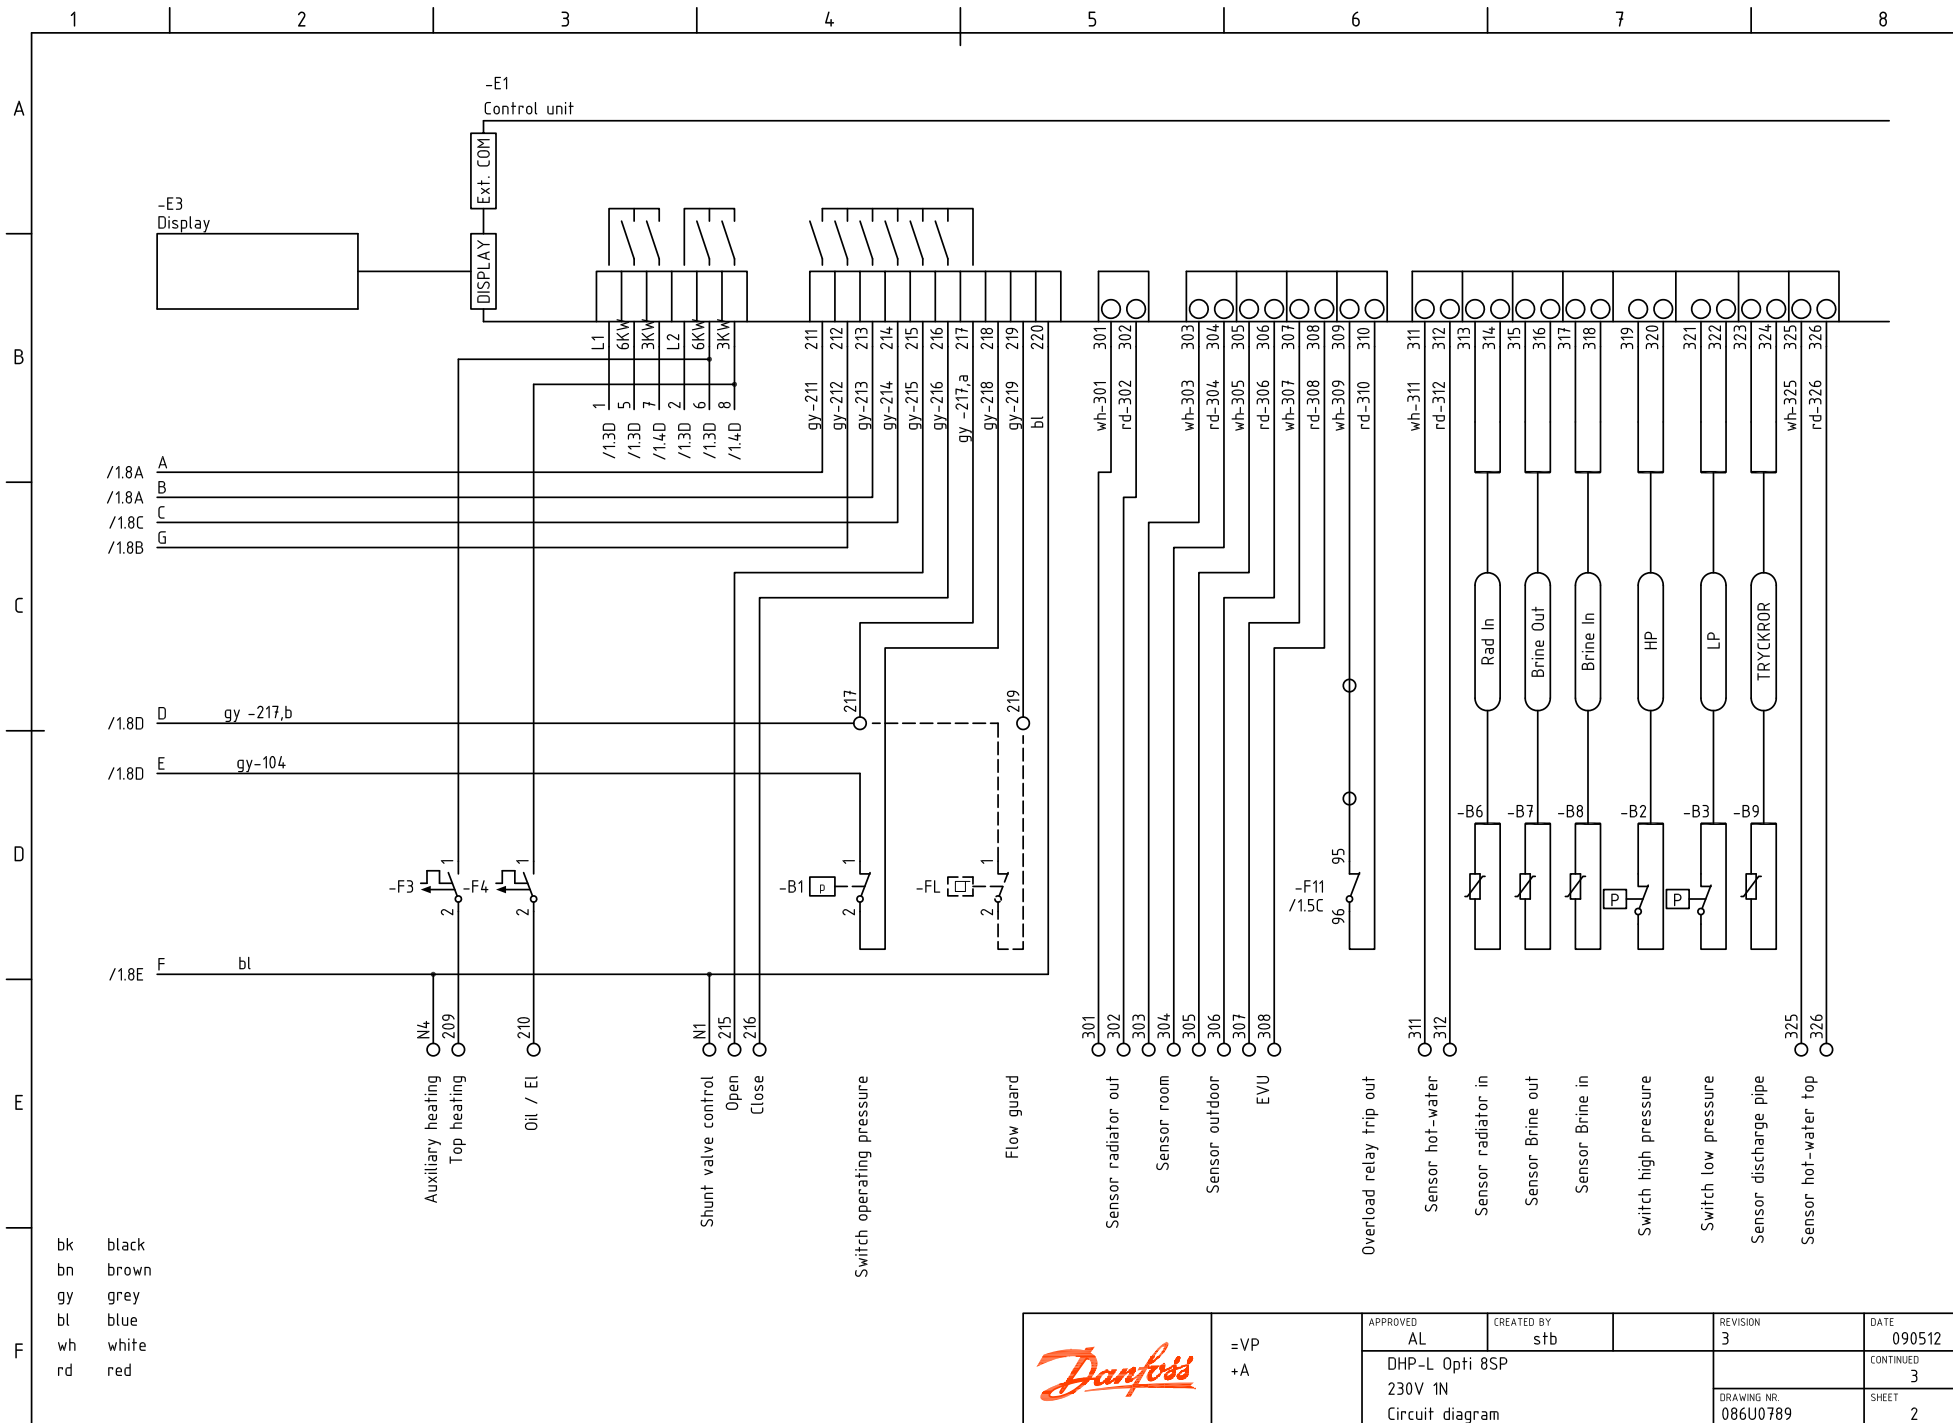 1 2 3 4 5 6 7 8
A
B
C
D
E
F
-E1
Control unit
Ext. COM
DISPLAY
-E3
Display
L1
6KW
3KW
L2
6KW
3KW
211
212
213
214
215
216
217
218
219
220
301
302
303
304
305
306
307
308
309
310
311
312
313
314
315
316
317
318
319
320
321
322
323
324
325
326
1
5
7
2
6
8
/1.3D
/1.3D
/1.4D
/1.3D
/1.3D
/1.4D
gy-211
gy-212
gy-213
gy-214
gy-215
gy-216
gy -217,a
gy-218
gy-219
bl
wh-301
rd-302
wh-303
rd-304
wh-305
rd-306
wh-307
rd-308
wh-309
rd-310
wh-311
rd-312
wh-325
rd-326
/1.8A A
/1.8A B
/1.8C C
/1.8B G
Rad In
Brine Out
Brine In
HP
LP
TRYCKROR
217
219
/1.8D D gy -217,b
/1.8D E gy-104
-B6
-B7
-B8
-B2
-B3
-B9
-F3
1
2
-F4
1
2
-B1
p
1
2
-FL
1
2
-F11
/1.5C
95
96
P
P
/1.8E F bl
N4
209
210
N1
215
216
301
302
303
304
305
306
307
308
311
312
325
326
Auxiliary heating
Top heating
Oil / El
Shunt valve control
Open
Close
Switch operating pressure
Flow guard
Sensor radiator out
Sensor room
Sensor outdoor
EVU
Overload relay trip out
Sensor hot-water
Sensor radiator in
Sensor Brine out
Sensor Brine in
Switch high pressure
Switch low pressure
Sensor discharge pipe
Sensor hot-water top
bk black
bn brown
gy grey
bl blue
wh white
rd red
Danfoss
=VP
+A
APPROVED
AL
CREATED BY
stb
REVISION
3
DATE
090512
DHP-L Opti 8SP
230V 1N
Circuit diagram
CONTINUED
3
DRAWING NR.
086U0789
SHEET
2